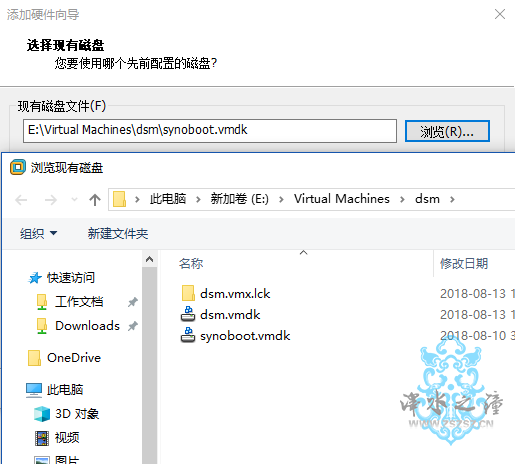 添加硬件向导
选择现有磁盘
您要使用哪个先前配置的磁盘?
现有磁盘文件(F)
E:\Virtual Machines\dsm\synoboot.vmdk
浏览(R)...
浏览现有磁盘
此电脑 > 新加卷 (E:) > Virtual Machines > dsm >
组织 新建文件夹
名称 修改日期
快速访问
工作文档
Downloads
OneDrive
此电脑
3D 对象
视频
图片
dsm.vmx.lck 2018-08-13 1
dsm.vmdk 2018-08-13 1
synoboot.vmdk 2018-08-10 3
泽水之潼